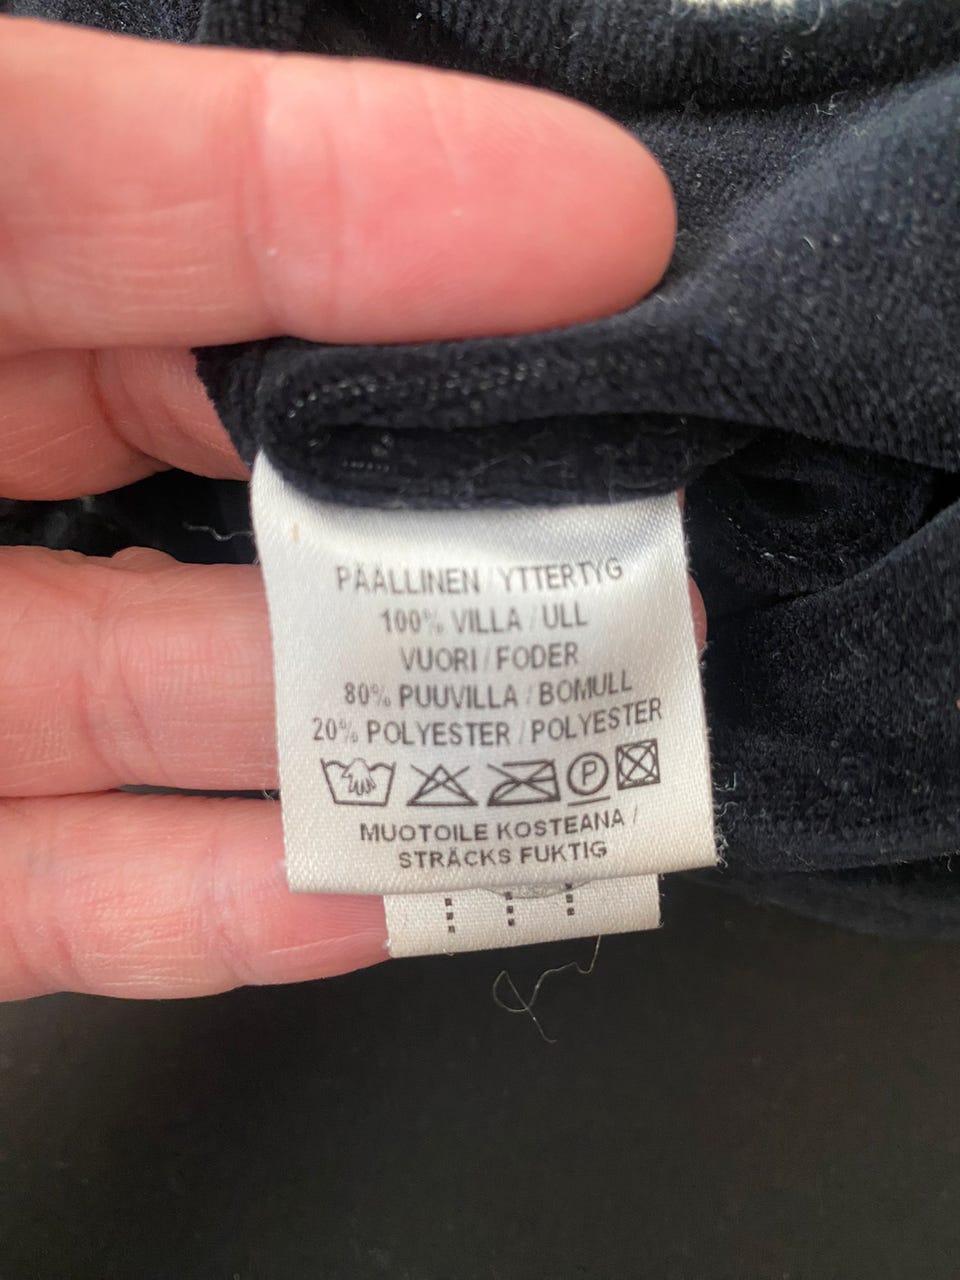 PÄÄLLINEN / YTTERTYG
100% VILLA / ULL
VUORI / FODER
80% PUUVILLA / BOMULL
20% POLYESTER / POLYESTER
P
MUOTOILE KOSTEANA /
STRÄCKS FUKTIG